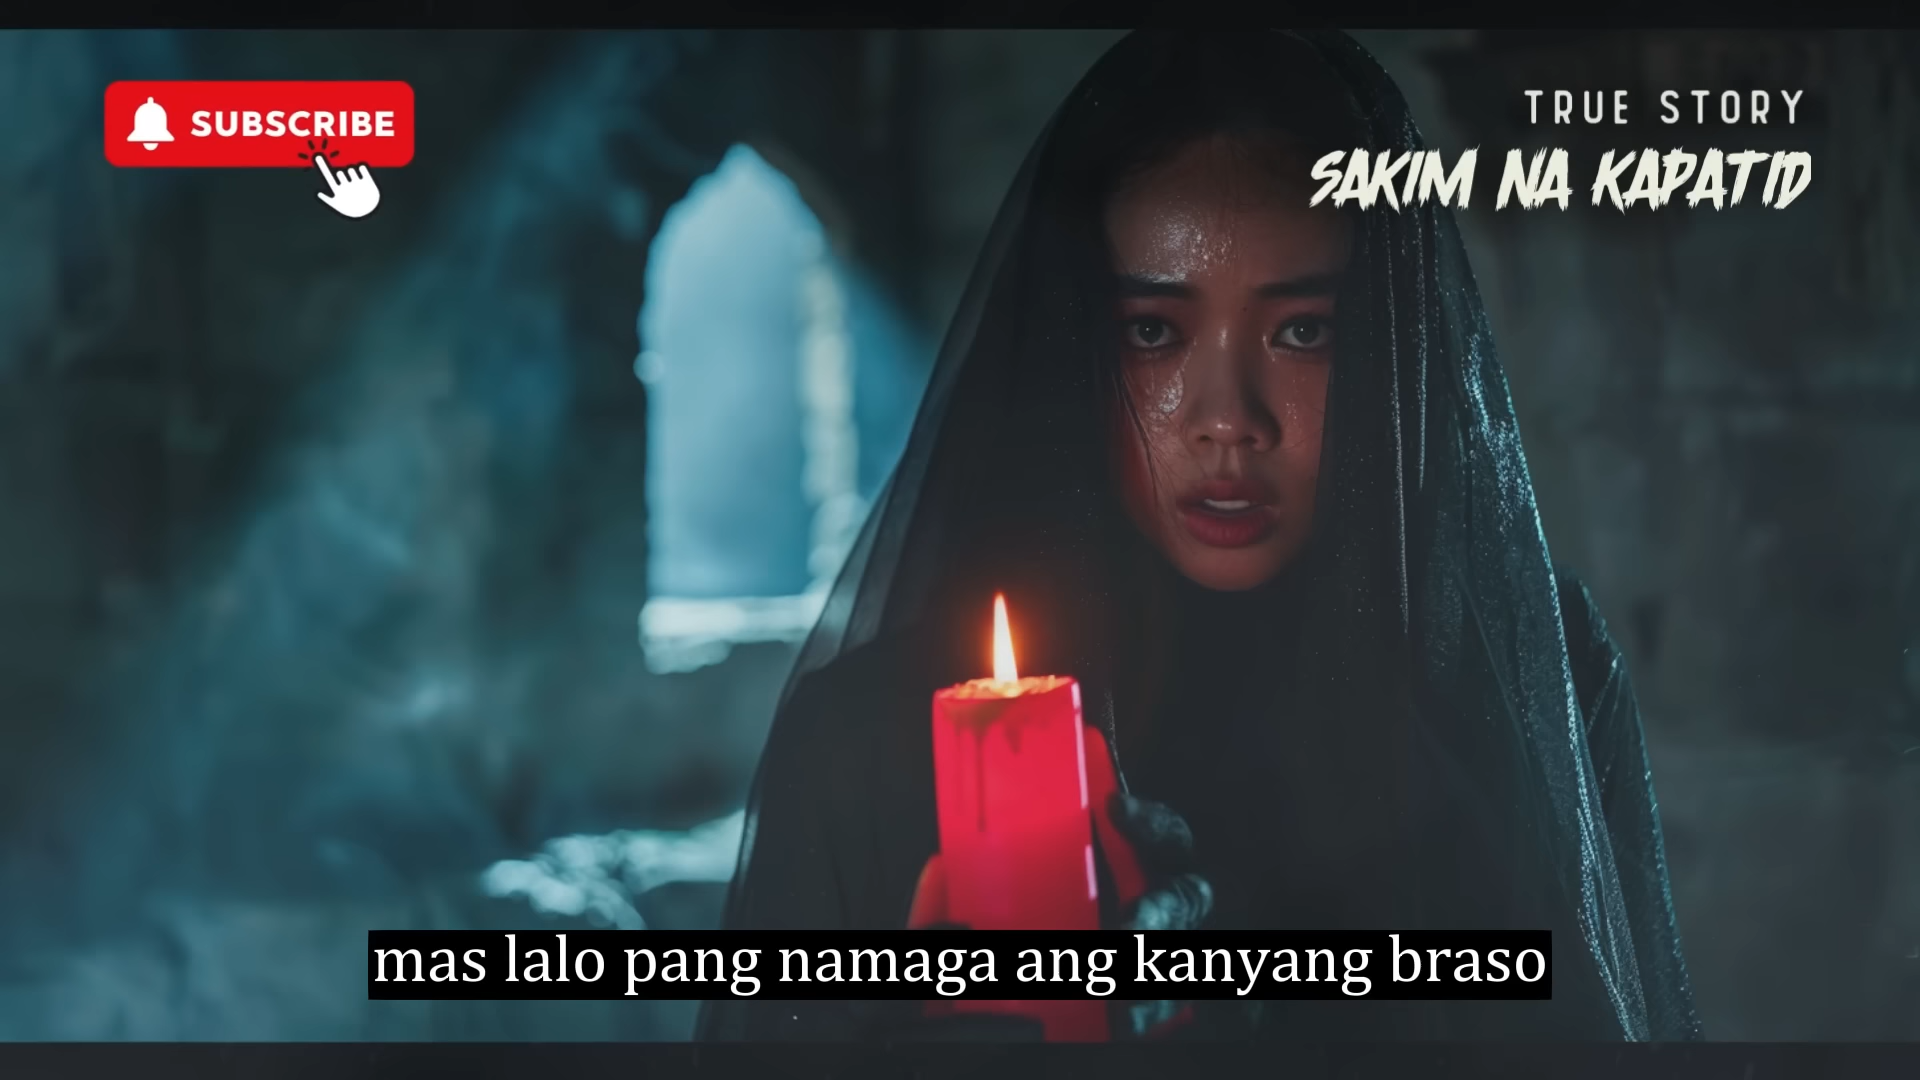 SUBSCRIBE
TRUE STORY
SAKIM NA KAPATID
mas lalo pang namaga ang kanyang braso